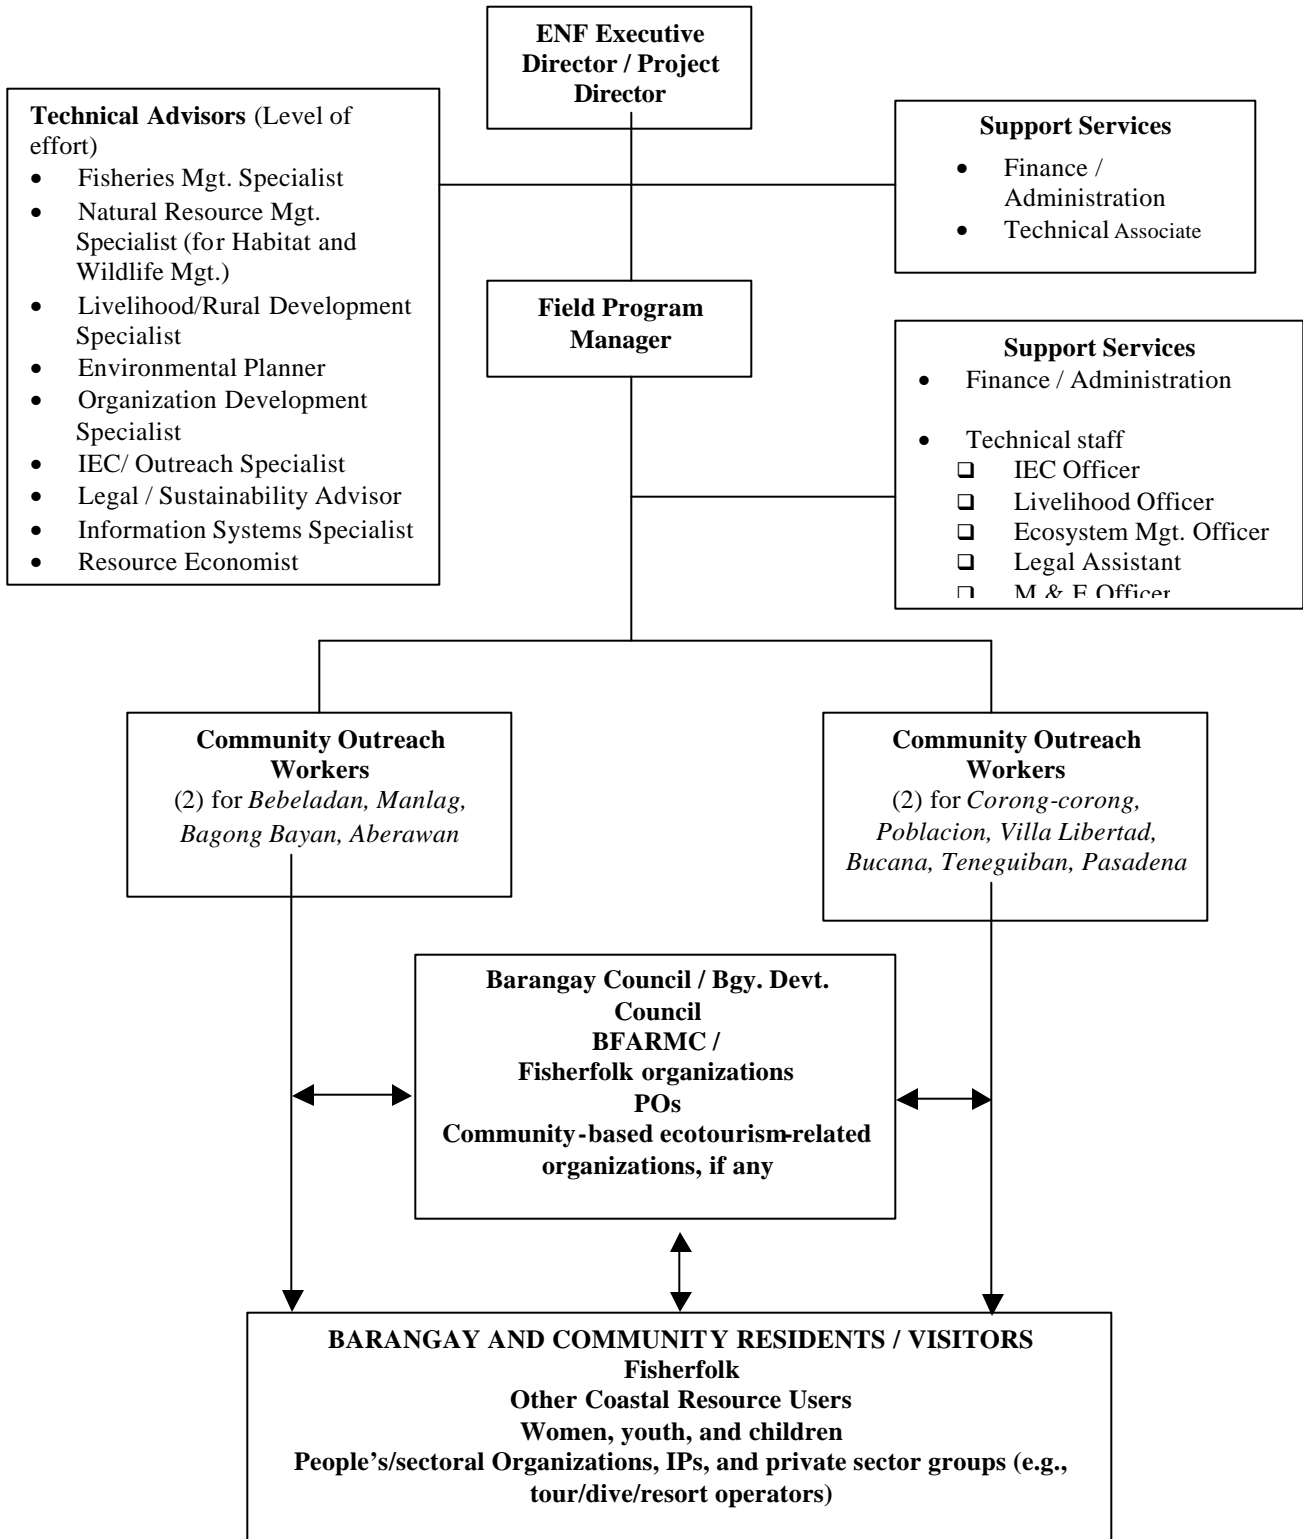 ENF Executive
Director / Project
Director
Technical Advisors (Level of
effort)
• Fisheries Mgt. Specialist
• Natural Resource Mgt.
Specialist (for Habitat and
Wildlife Mgt.)
• Livelihood/Rural Development
Specialist
• Environmental Planner
• Organization Development
Specialist
• IEC/ Outreach Specialist
• Legal / Sustainability Advisor
• Information Systems Specialist
• Resource Economist
Support Services
• Finance /
Administration
• Technical Associate
Field Program
Manager
Support Services
• Finance / Administration
• Technical staff
❑ IEC Officer
❑ Livelihood Officer
❑ Ecosystem Mgt. Officer
❑ Legal Assistant
❑ M & E Officer
Community Outreach
Workers
(2) for Bebeladan, Manlag,
Bagong Bayan, Aberawan
Community Outreach
Workers
(2) for Corong-corong,
Poblacion, Villa Libertad,
Bucana, Teneguiban, Pasadena
Barangay Council / Bgy. Devt.
Council
BFARMC /
Fisherfolk organizations
POs
Community-based ecotourism-related
organizations, if any
BARANGAY AND COMMUNITY RESIDENTS / VISITORS
Fisherfolk
Other Coastal Resource Users
Women, youth, and children
People's/sectoral Organizations, IPs, and private sector groups (e.g.,
tour/dive/resort operators)